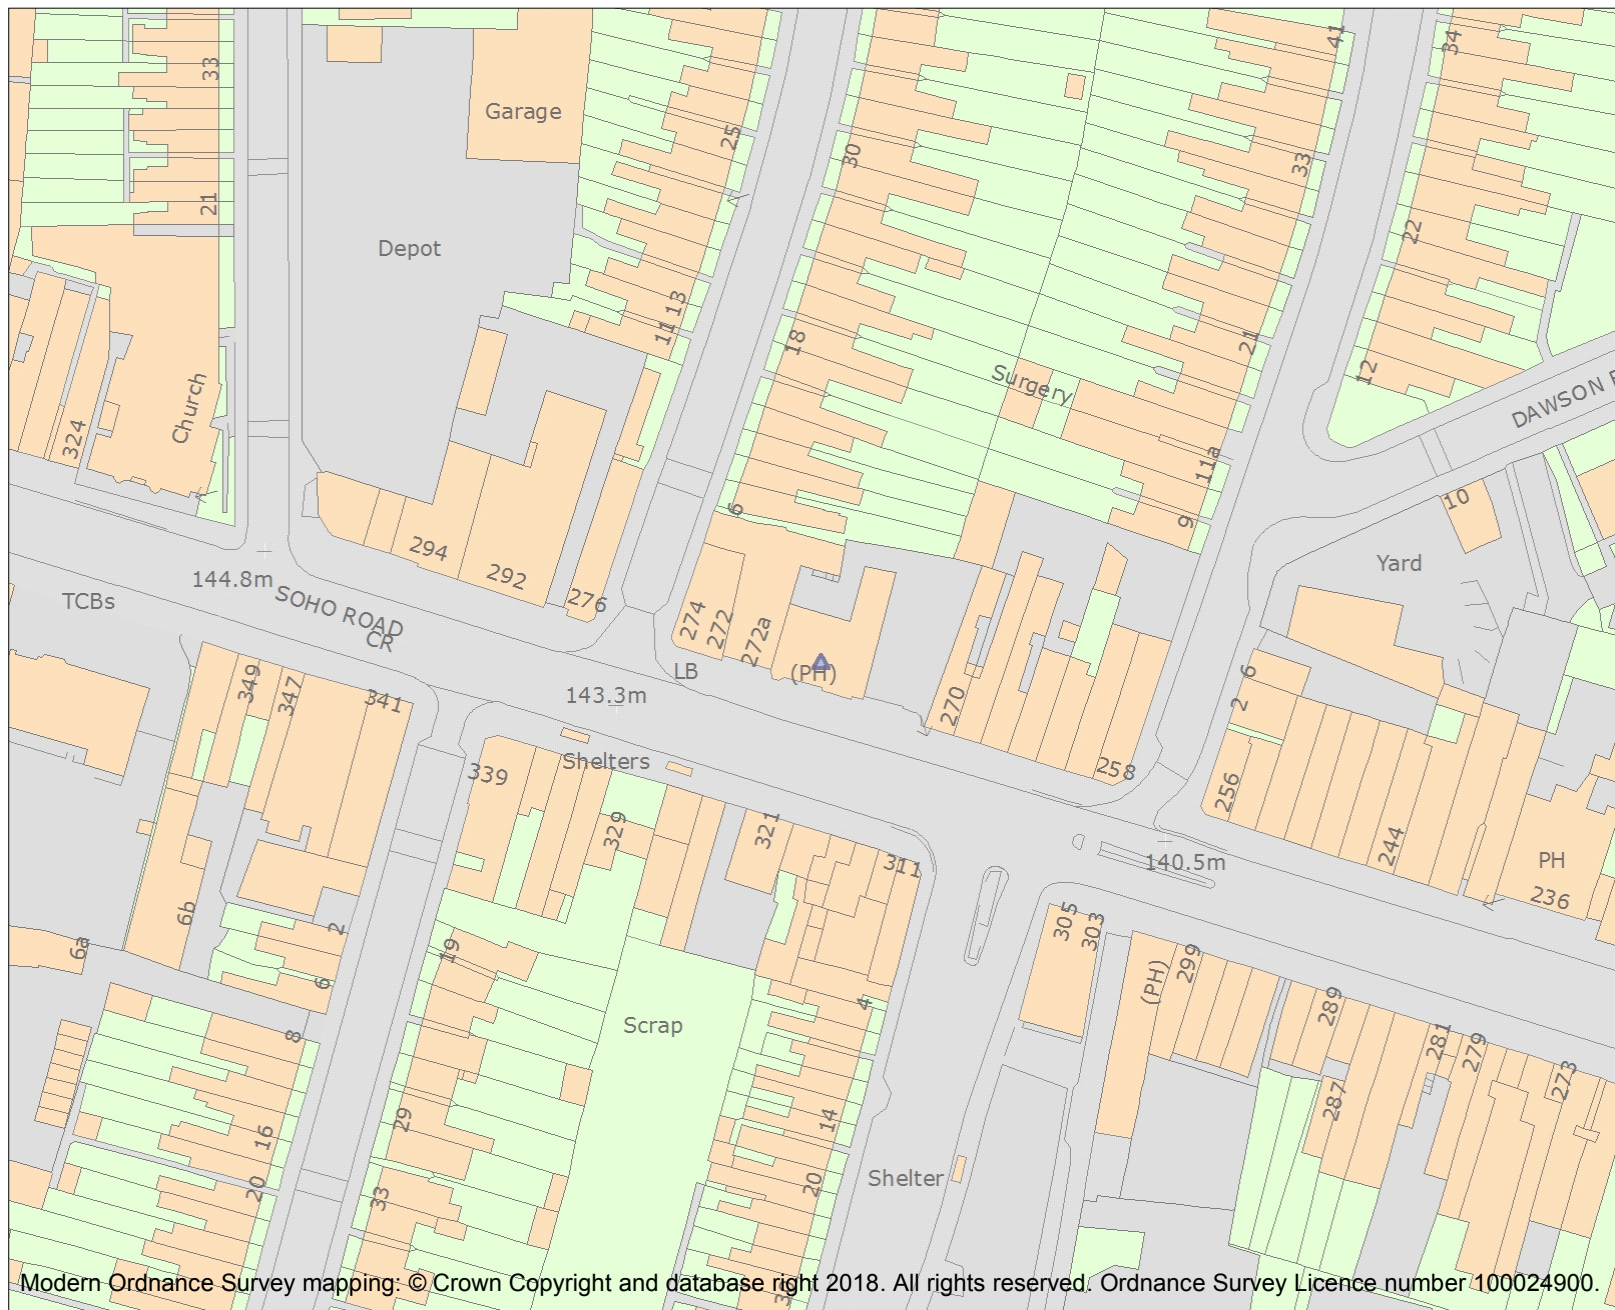 33
Garage
25
30
41
34
33
21
Depot
22
13
11
18
21
12
Surgery
DAWSON
Church
324
11a
6
9
10
294
292
276
Yard
144.8m
TCBs
SOHO ROAD
CR
274
272
272a
(PH)
LB
143.3m
270
6
2
349
347
341
339
Shelters
258
256
329
321
311
244
140.5m
PH
236
6b
6a
2
19
305
303
(PH)
299
6
4
289
Scrap
8
281
279
273
287
29
14
16
20
33
20
Shelter
Modern Ordnance Survey mapping: © Crown Copyright and database right 2018. All rights reserved. Ordnance Survey Licence number 100024900.